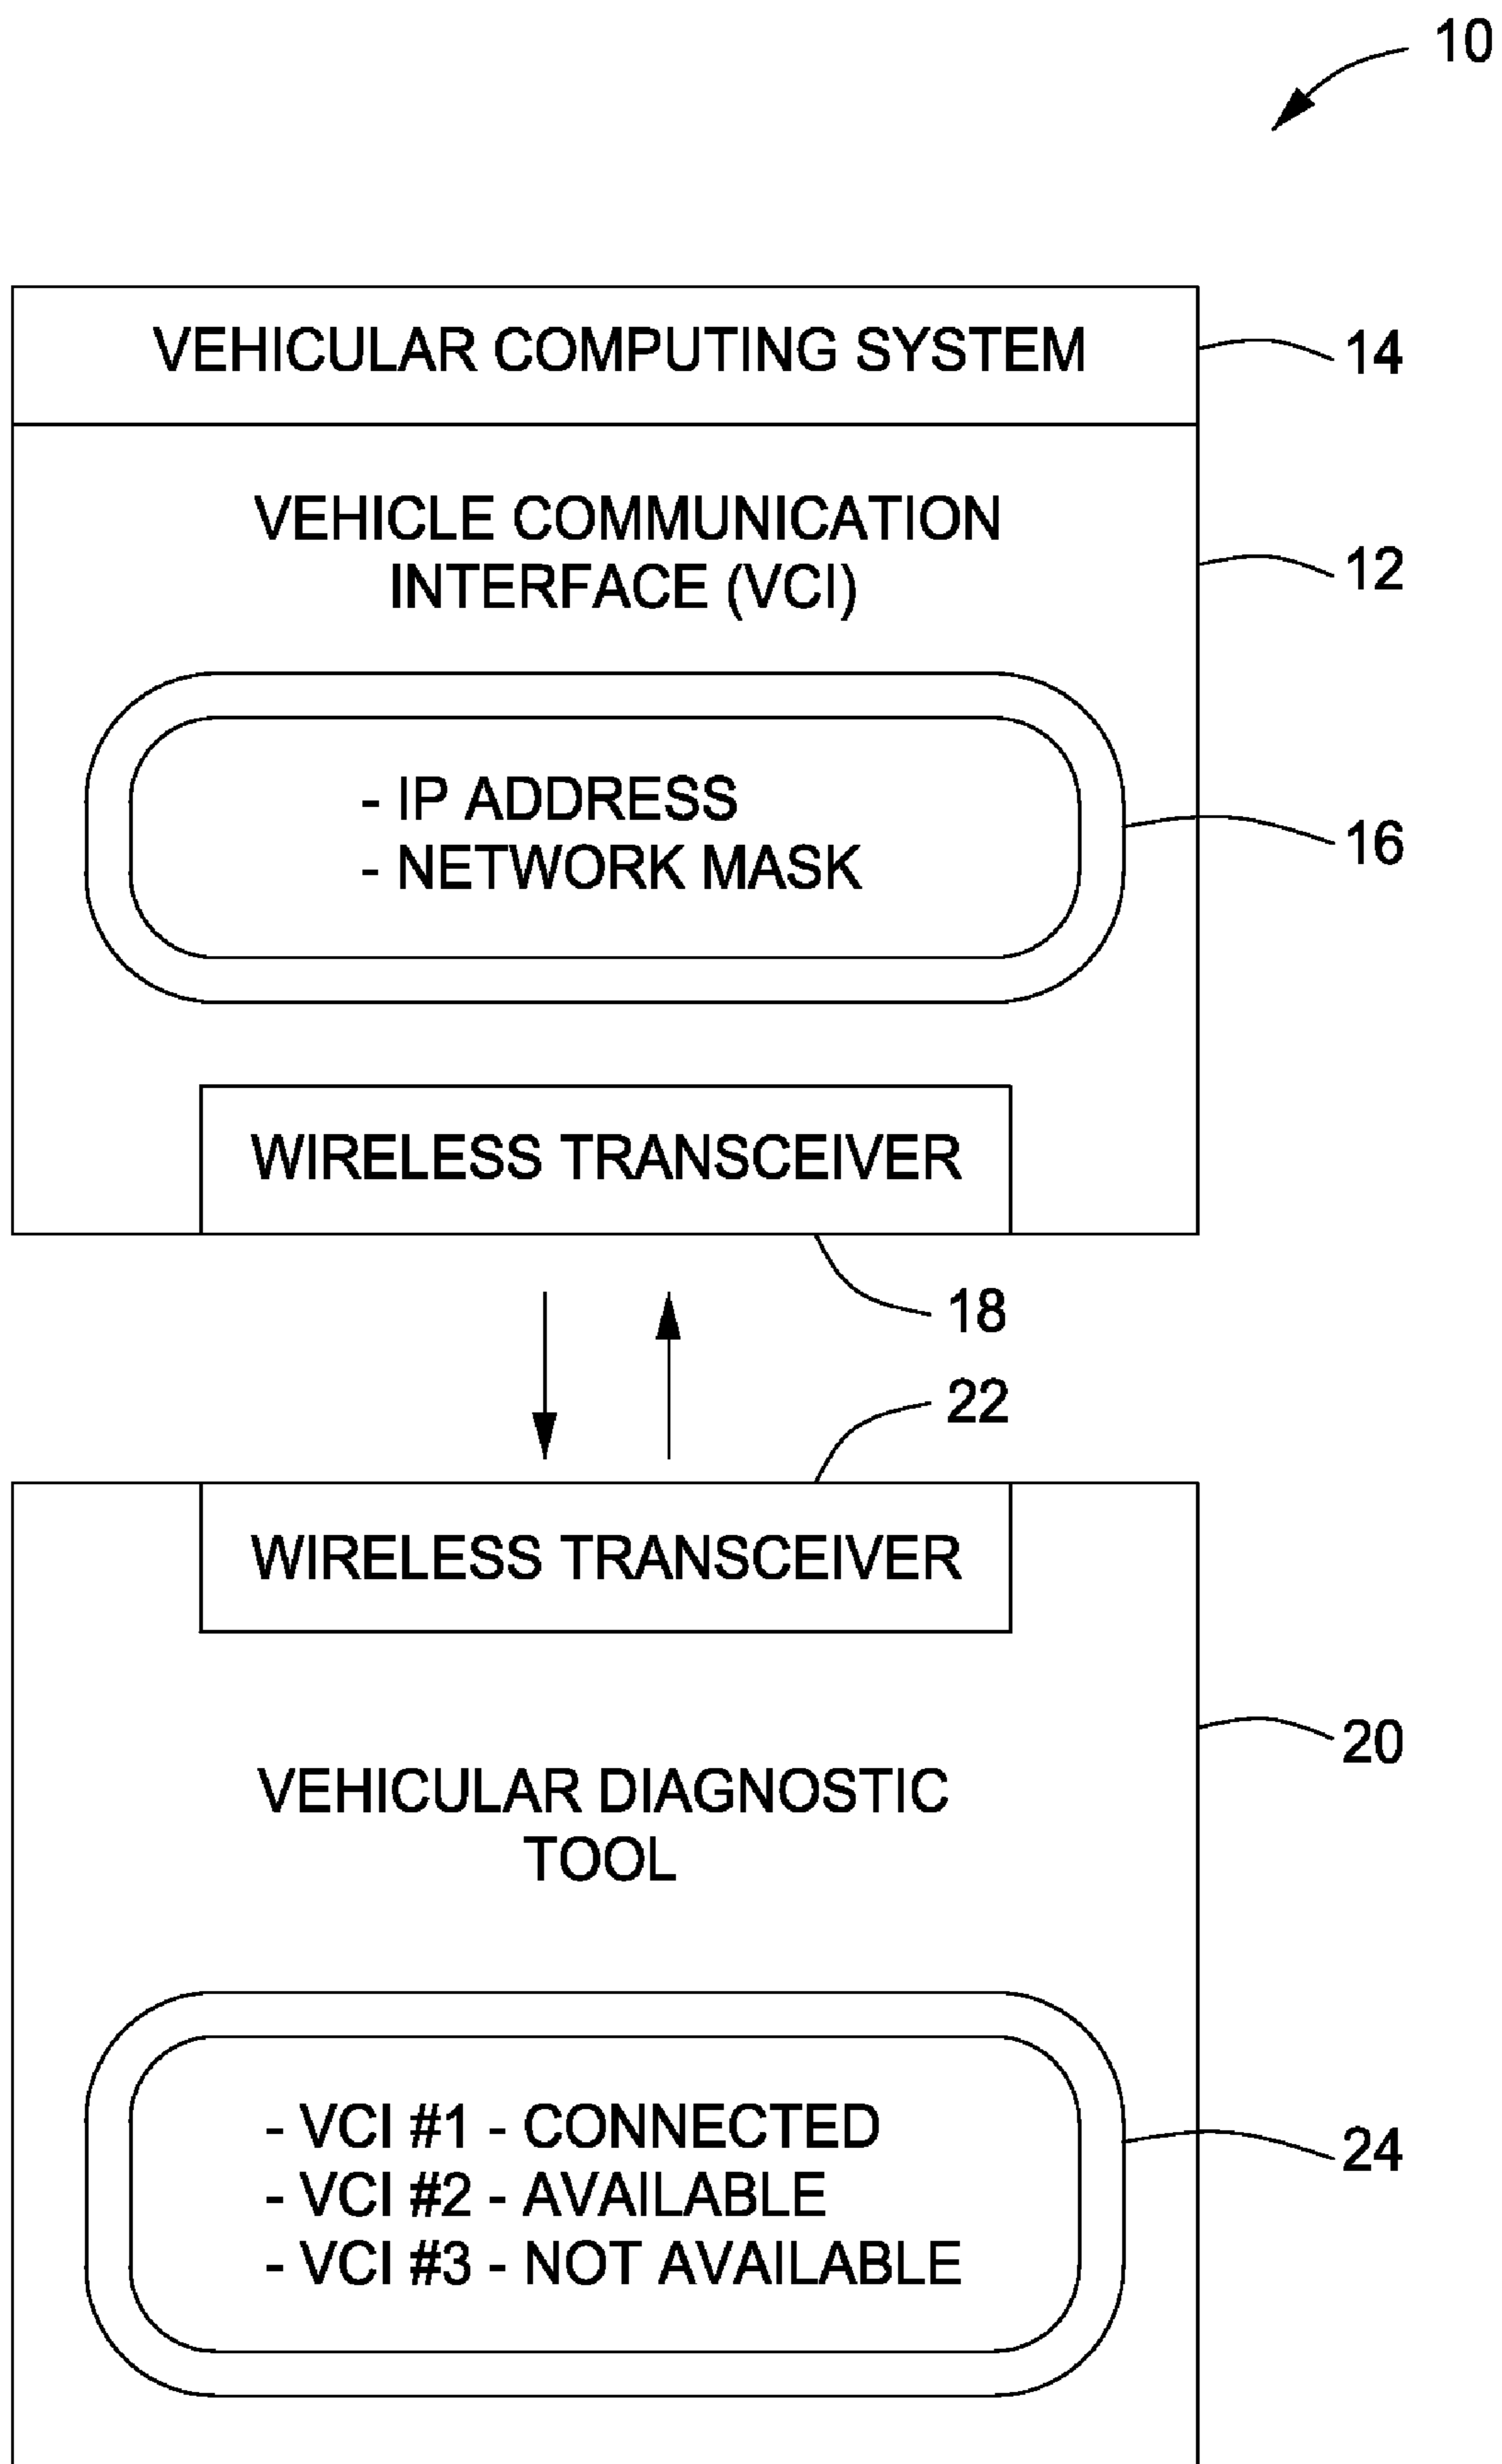 10
VEHICULAR COMPUTING SYSTEM
14
VEHICLE COMMUNICATION
INTERFACE (VCI)
12
- IP ADDRESS
- NETWORK MASK
16
WIRELESS TRANSCEIVER
18
22
WIRELESS TRANSCEIVER
20
VEHICULAR DIAGNOSTIC
TOOL
- VCI #1 - CONNECTED
- VCI #2 - AVAILABLE
- VCI #3 - NOT AVAILABLE
24